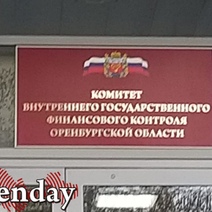 КОМИТЕТ
ВНУТРЕННЕГО ГОСУДАРСТВЕННОГО
ФИНАНСОВОГО КОНТРОЛЯ
ОРЕНБУРГСКОЙ ОБЛАСТИ
enday